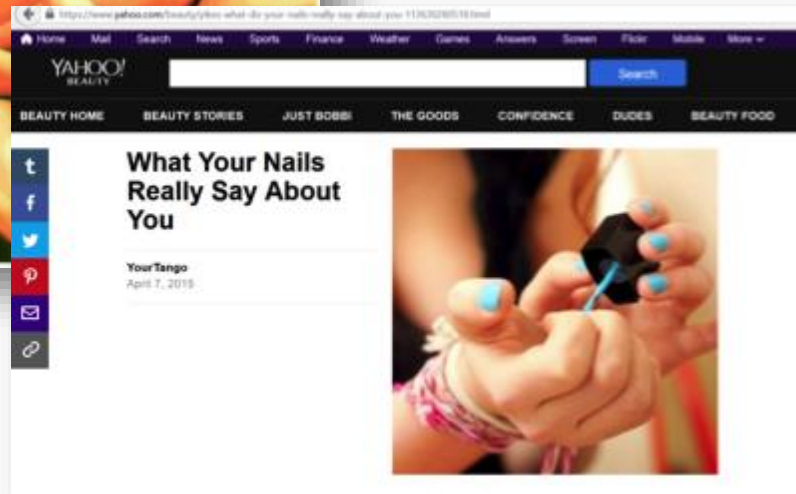 Home Mail Search News Sports Finance Weather Games Answers Screen Flickr Mobile More
YAHOO!
BEAUTY
Search
BEAUTY HOME BEAUTY STORIES JUST BOBBI THE GOODS CONFIDENCE DUDES BEAUTY FOOD
What Your Nails
Really Say About
You
YourTango
April 7, 2015